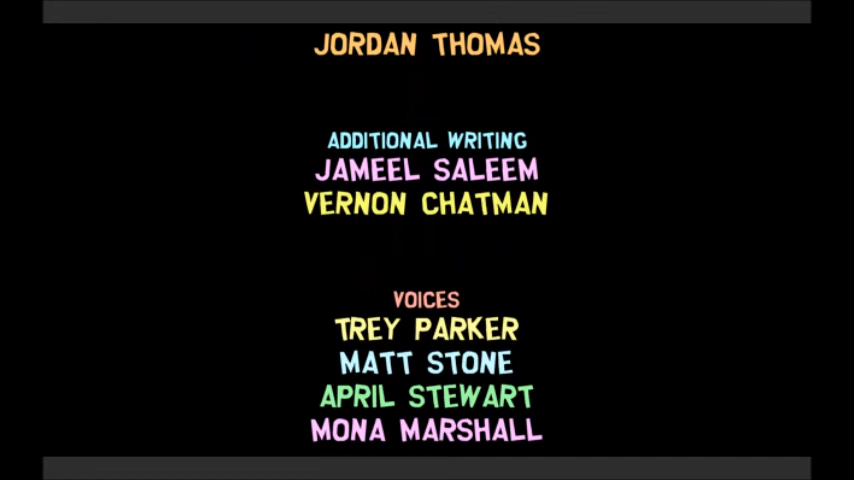 JORDAN THOMAS
ADDITIONAL WRITING
JAMEEL SALEEM
VERNON CHATMAN
VOICES
TREY PARKER
MATT STONE
APRIL STEWART
MONA MARSHALL